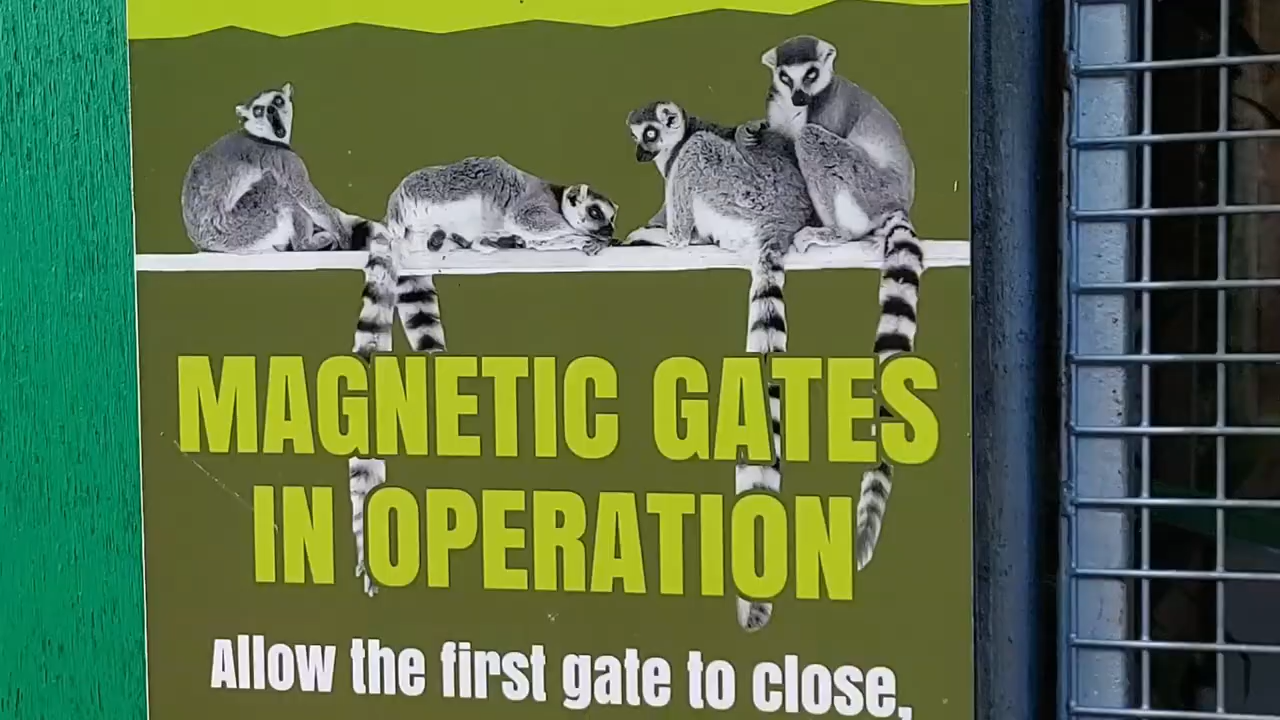 MAGNETIC GATES
IN OPERATION
Allow the first gate to close,